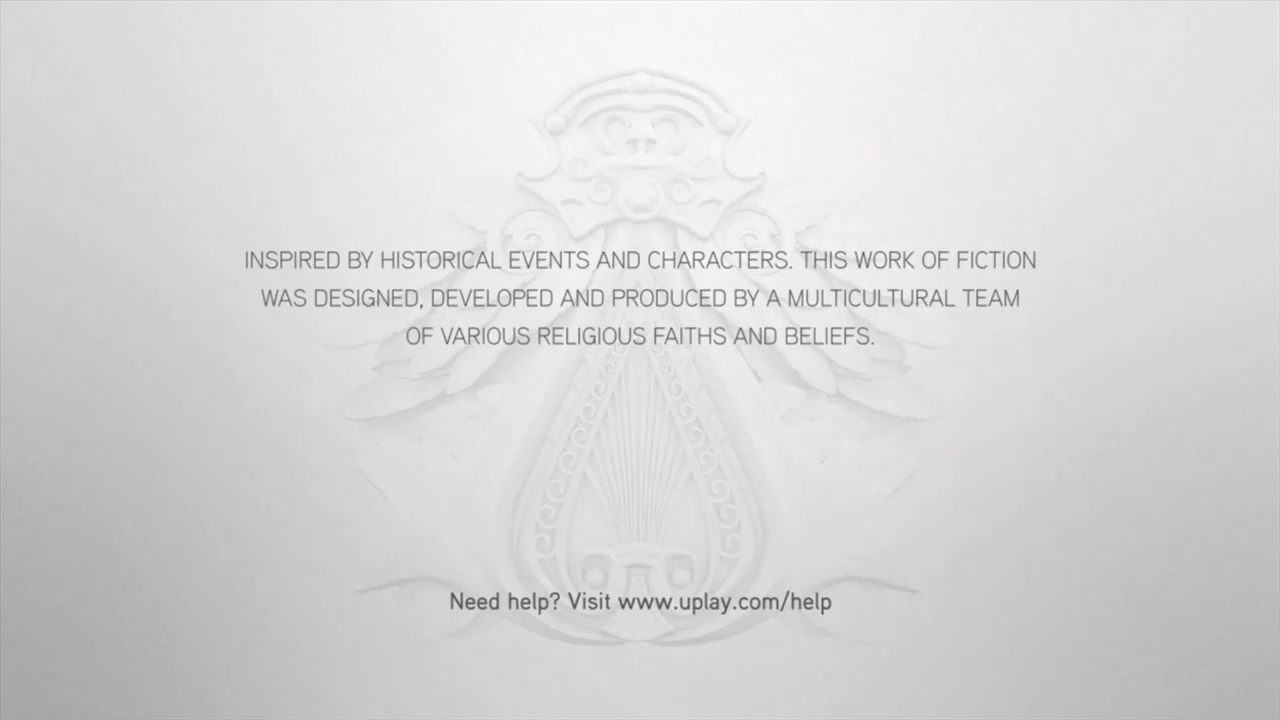 INSPIRED BY HISTORICAL EVENTS AND CHARACTERS. THIS WORK OF FICTION
WAS DESIGNED, DEVELOPED AND PRODUCED BY A MULTICULTURAL TEAM
OF VARIOUS RELIGIOUS FAITHS AND BELIEFS.
Need help? Visit www.uplay.com/help